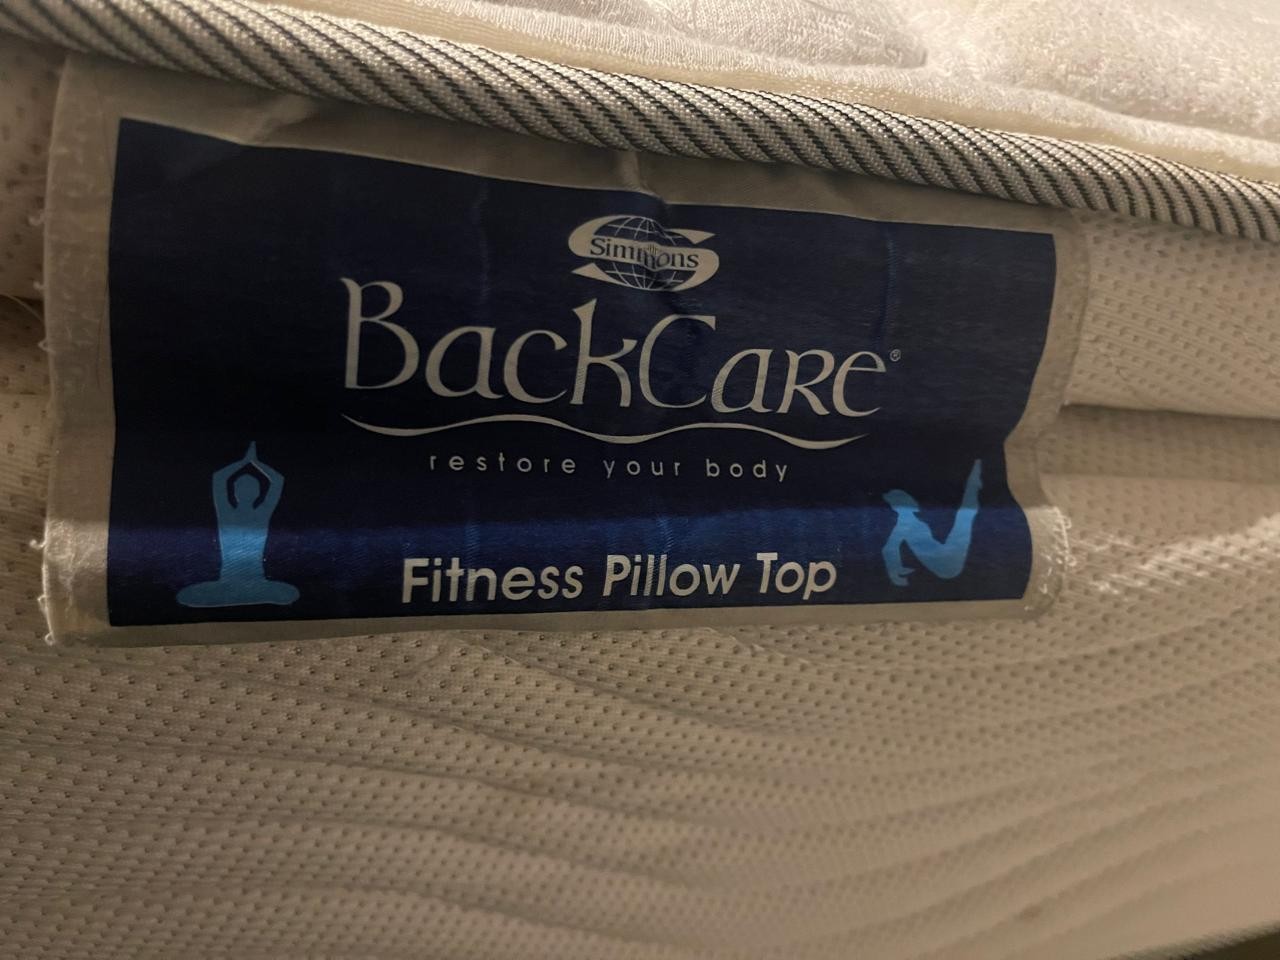 Simmons
BackCare®
restore your body
Fitness Pillow Top